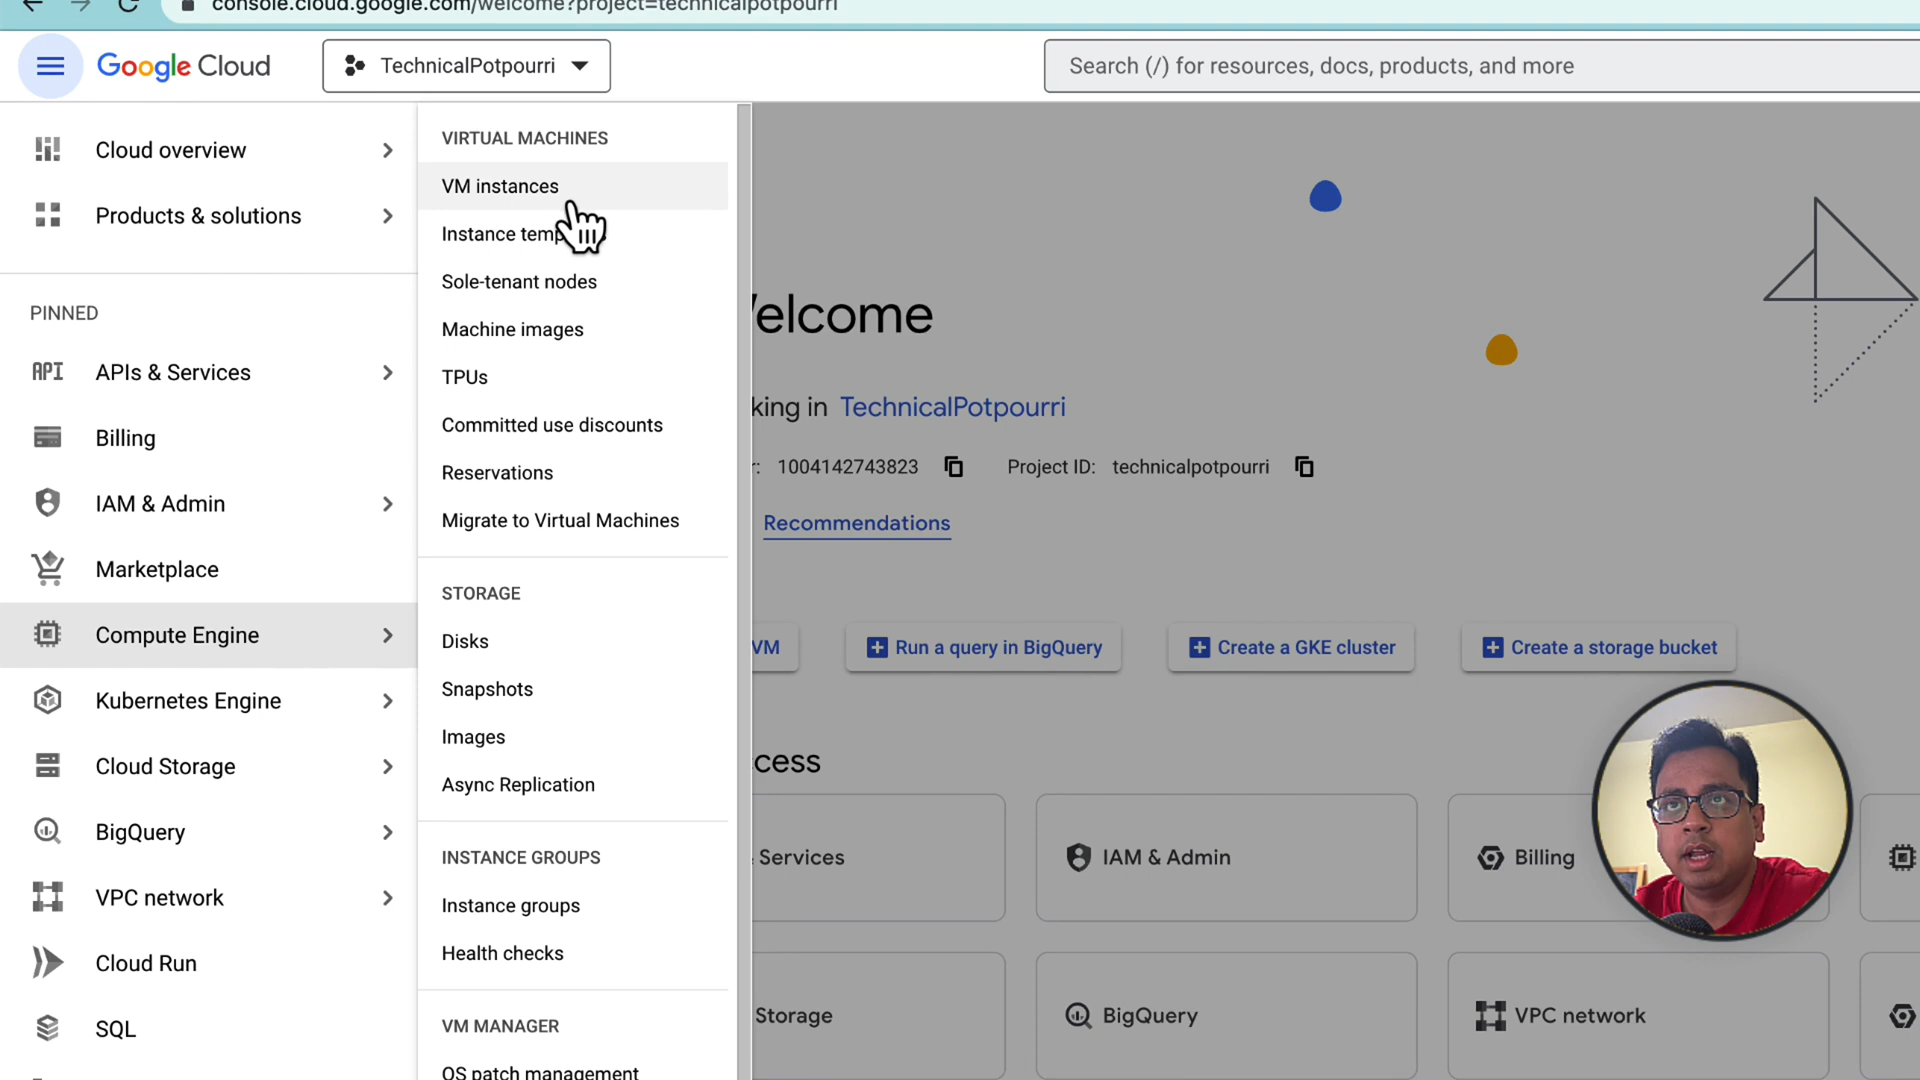 console.cloud.google.com/welcome?project=technicalpotpourri
Google Cloud
TechnicalPotpourri
Search (/) for resources, docs, products, and more
Cloud overview
Products & solutions
PINNED
API
APIs & Services
Billing
IAM & Admin
Marketplace
Compute Engine
Kubernetes Engine
Cloud Storage
BigQuery
VPC network
Cloud Run
SQL
VIRTUAL MACHINES
VM instances
Instance
Sole-tenant nodes
Machine images
TPUs
Committed use discounts
Reservations
Migrate to Virtual Machines
STORAGE
Disks
Snapshots
Images
Async Replication
INSTANCE GROUPS
Instance groups
Health checks
VM MANAGER
OS patch management
elcome
king in TechnicalPotpourri
r: 1004142743823 Project ID: technicalpotpourri
Recommendations
VM
Run a query in BigQuery
Create a GKE cluster
Create a storage bucket
cess
Services
IAM & Admin
Billing
Storage
BigQuery
VPC network